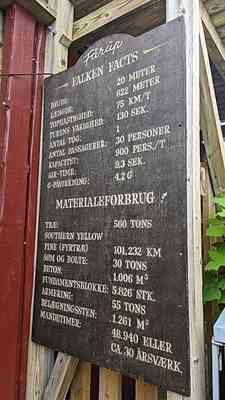 Fårup
FALKEN FACTS
HØJDE: 20 METER
LÆNGDE: 622 METER
TOPHASTIGHED: 75 KM/T
TURENS VARIGHED: 130 SEK.
ANTAL TOG: 1
ANTAL PASSAGERER: 30 PERSONER
KAPACITET: 900 PERS./T
AIR-TIME: 9,3 SEK.
G-PÅVIRKNING: 4,2 G
MATERIALEFORBRUG
TRÆ: 560 TONS
SOUTHERN YELLOW
PINE (FYRTRÆ) 101.232 KM
SØM OG BOLTE: 30 TONS
BETON: 1.006 M³
FUNDAMENTSBLOKKE: 5.826 STK.
ARMERING: 55 TONS
BELÆGNINGSSTEN: 1.261 M²
MANDETIMER: 48.940 ELLER
CA. 30 ÅRSVÆRK.